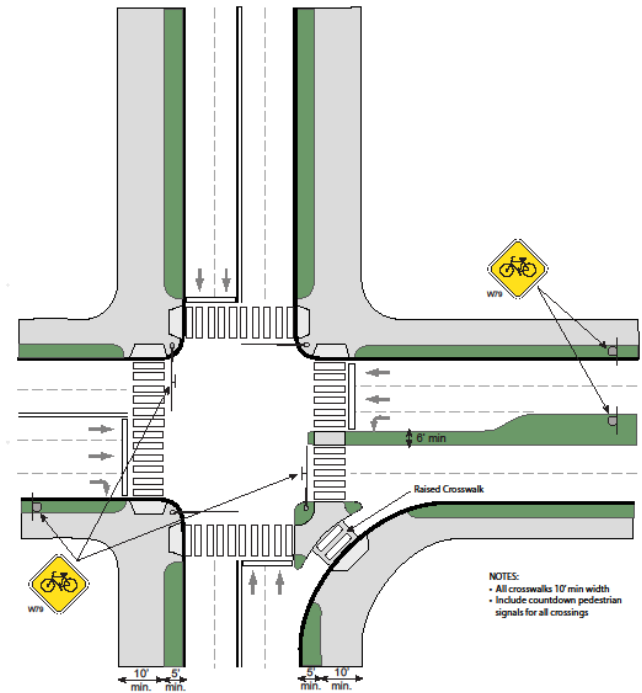 W79
6' min
Raised Crosswalk
NOTES:
• All crosswalks 10' min width
• Include countdown pedestrian
signals for all crossings
W79
10'
min.
5'
min.
5'
min.
10'
min.